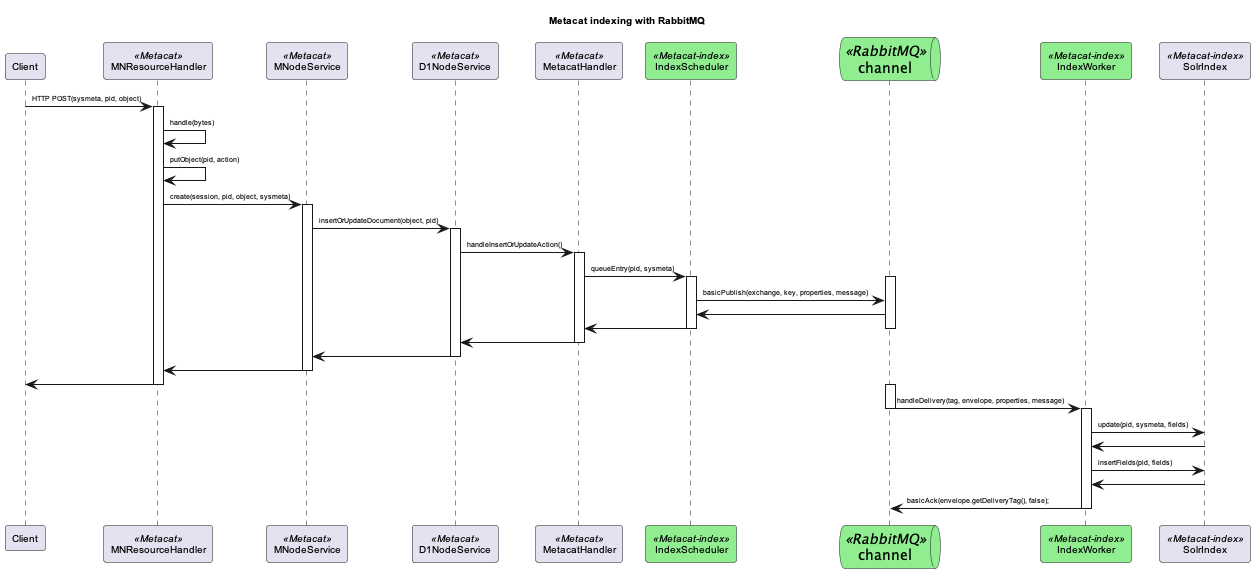 Metacat indexing with RabbitMQ
Client
«Metacat»
MNResourceHandler
«Metacat»
MNodeService
«Metacat»
D1NodeService
«Metacat»
MetacatHandler
«Metacat-index»
IndexScheduler
«RabbitMQ»
channel
«Metacat-index»
IndexWorker
«Metacat-index»
SolrIndex
HTTP POST(sysmeta, pid, object)
handle(bytes)
putObject(pid, action)
create(session, pid, object, sysmeta)
insertOrUpdateDocument(object, pid)
handleInsertOrUpdateAction()
queueEntry(pid, sysmeta)
basicPublish(exchange, key, properties, message)
handleDelivery(tag, envelope, properties, message)
update(pid, sysmeta, fields)
insertFields(pid, fields)
basicAck(envelope.getDeliveryTag(), false);
Client
«Metacat»
MNResourceHandler
«Metacat»
MNodeService
«Metacat»
D1NodeService
«Metacat»
MetacatHandler
«Metacat-index»
IndexScheduler
«RabbitMQ»
channel
«Metacat-index»
IndexWorker
«Metacat-index»
SolrIndex